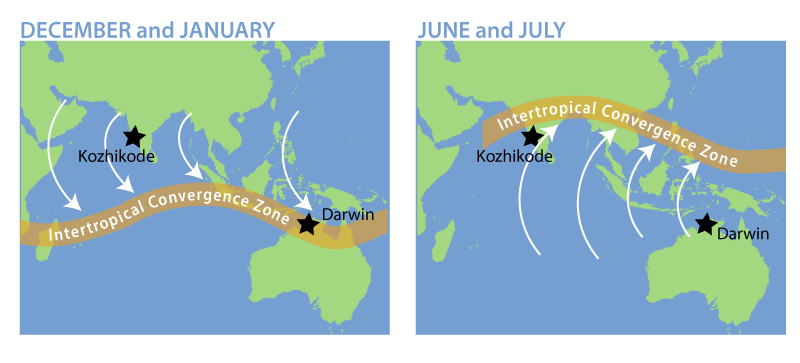 DECEMBER and JANUARY
Kozhikode
Intertropical Convergence Zone
Darwin
JUNE and JULY
Intertropical Convergence Zone
Kozhikode
Darwin